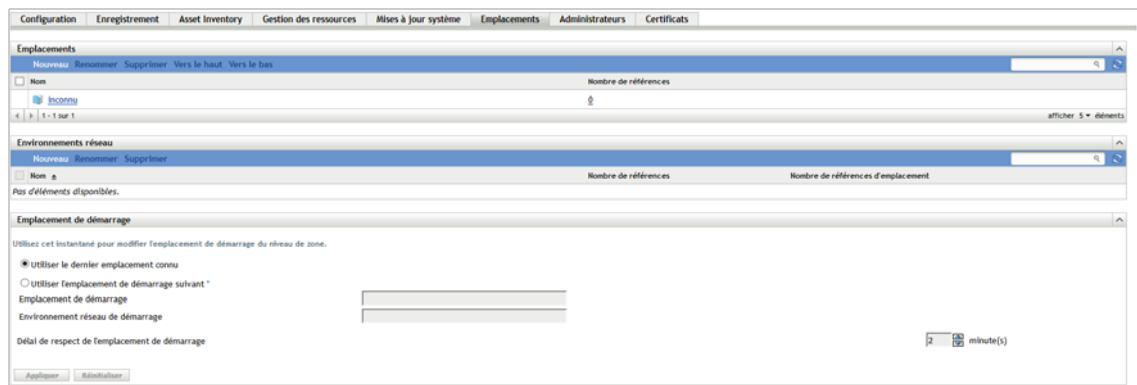 Configuration Enregistrement Asset Inventory Gestion des ressources Mises à jour système Emplacements Administrateurs Certificats
Emplacements
Nouveau Renommer Supprimer Vers le haut Vers le bas
Nom Nombre de références
Inconnu 0
1 - 1 sur 1 afficher 5 éléments
Environnements réseau
Nouveau Renommer Supprimer
Nom Nombre de références Nombre de références d'emplacement
Pas d'éléments disponibles.
Emplacement de démarrage
Utilisez cet instantané pour modifier l'emplacement de démarrage du niveau de zone.
Utiliser le dernier emplacement connu
Utiliser l'emplacement de démarrage suivant *
Emplacement de démarrage
Environnement réseau de démarrage
Délai de respect de l'emplacement de démarrage 2 minute(s)
Appliquer Réinitialiser